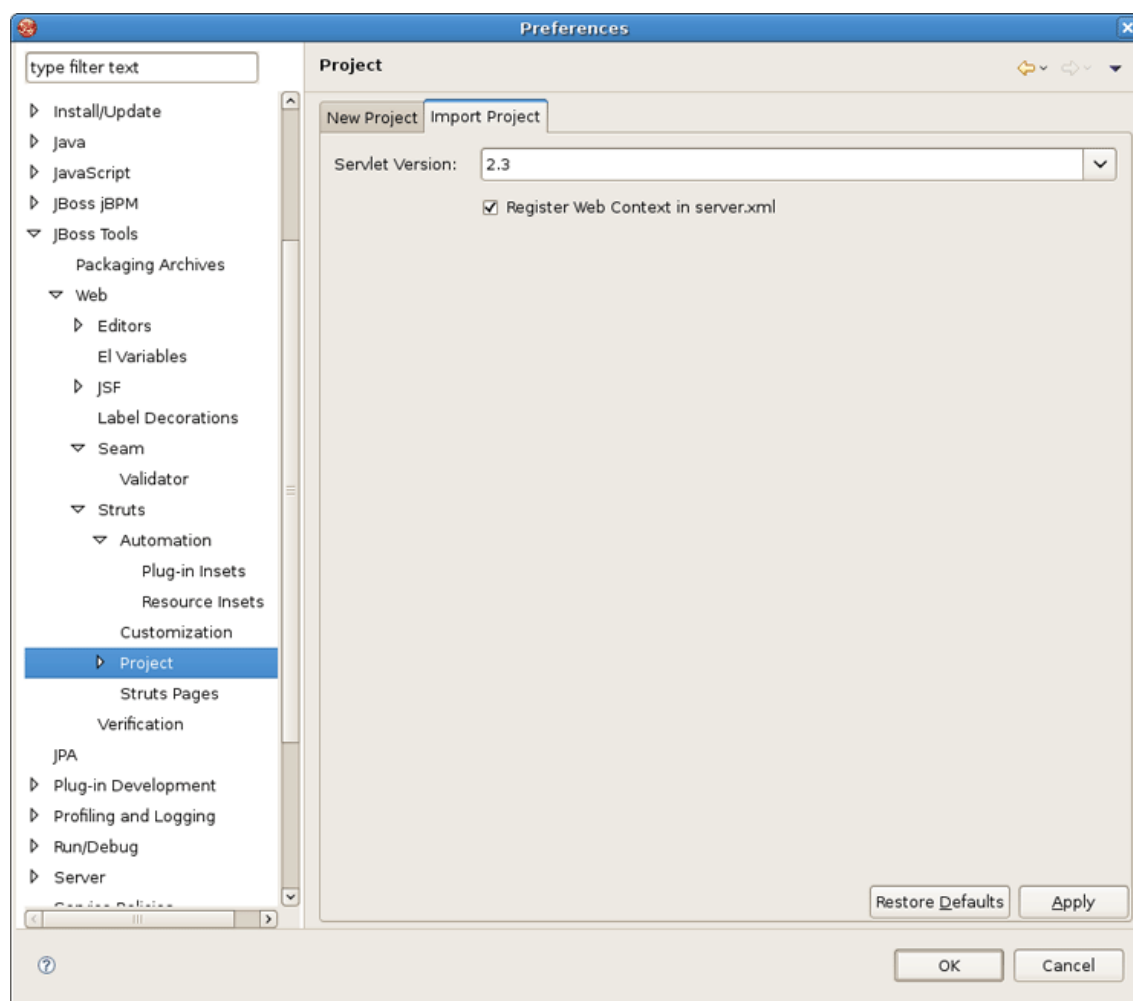 Preferences
type filter text
Install/Update
Java
JavaScript
JBoss jBPM
JBoss Tools
Packaging Archives
Web
Editors
El Variables
JSF
Label Decorations
Seam
Validator
Struts
Automation
Plug-in Insets
Resource Insets
Customization
Project
Struts Pages
Verification
JPA
Plug-in Development
Profiling and Logging
Run/Debug
Server
Project
New Project Import Project
Servlet Version: 2.3
Register Web Context in server.xml
Restore Defaults Apply
OK Cancel